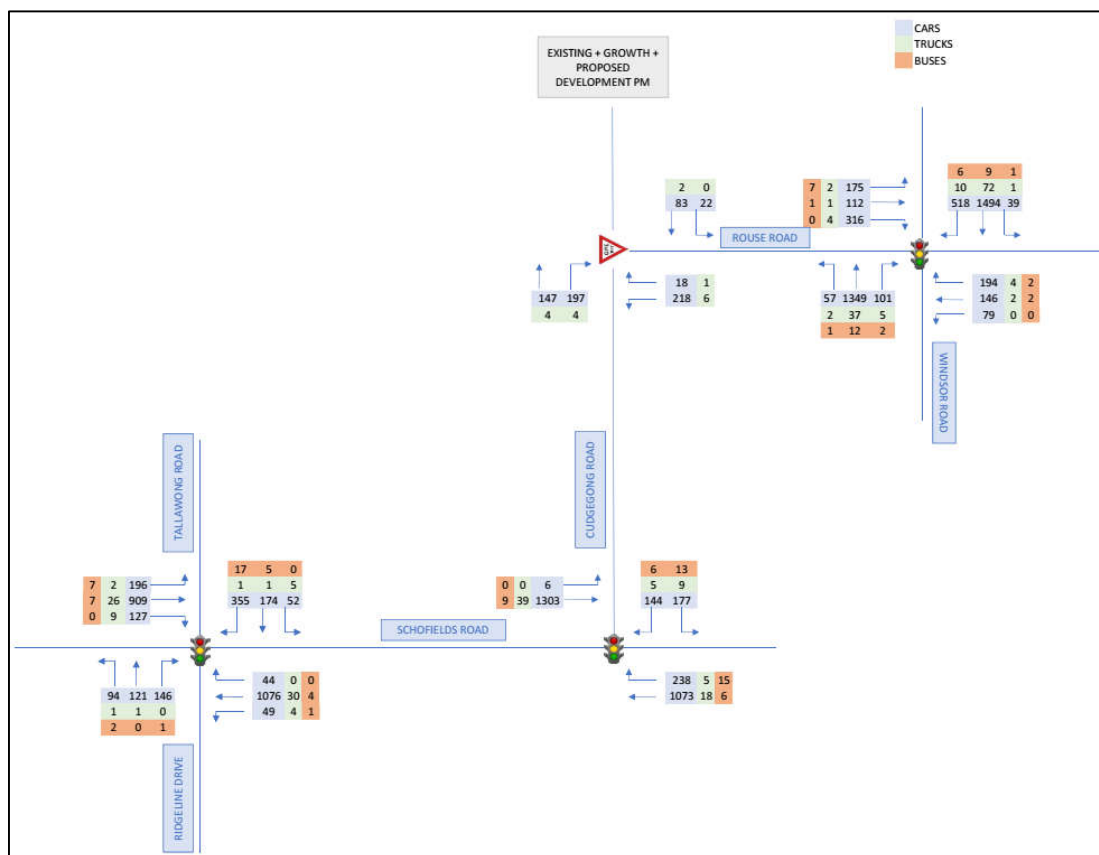 EXISTING + GROWTH +
PROPOSED
DEVELOPMENT PM
CARS
TRUCKS
BUSES
2 0
83 22
7 2 175
1 1 112
0 4 316
6 9 1
10 72 1
518 1494 39
ROUSE ROAD
147 197
4 4
18 1
218 6
57 1349 101
2 37 5
1 12 2
194 4 2
146 2 2
79 0 0
WINDSOR ROAD
TALLAWONG ROAD
CUDGEGONG ROAD
7 2 196
7 26 909
0 9 127
17 5 0
1 1 5
355 174 52
0 0 6
9 39 1303
6 13
5 9
144 177
SCHOFIELDS ROAD
94 121 146
1 1 0
2 0 1
44 0 0
1076 30 4
49 4 1
238 5 15
1073 18 6
RIDGELINE DRIVE